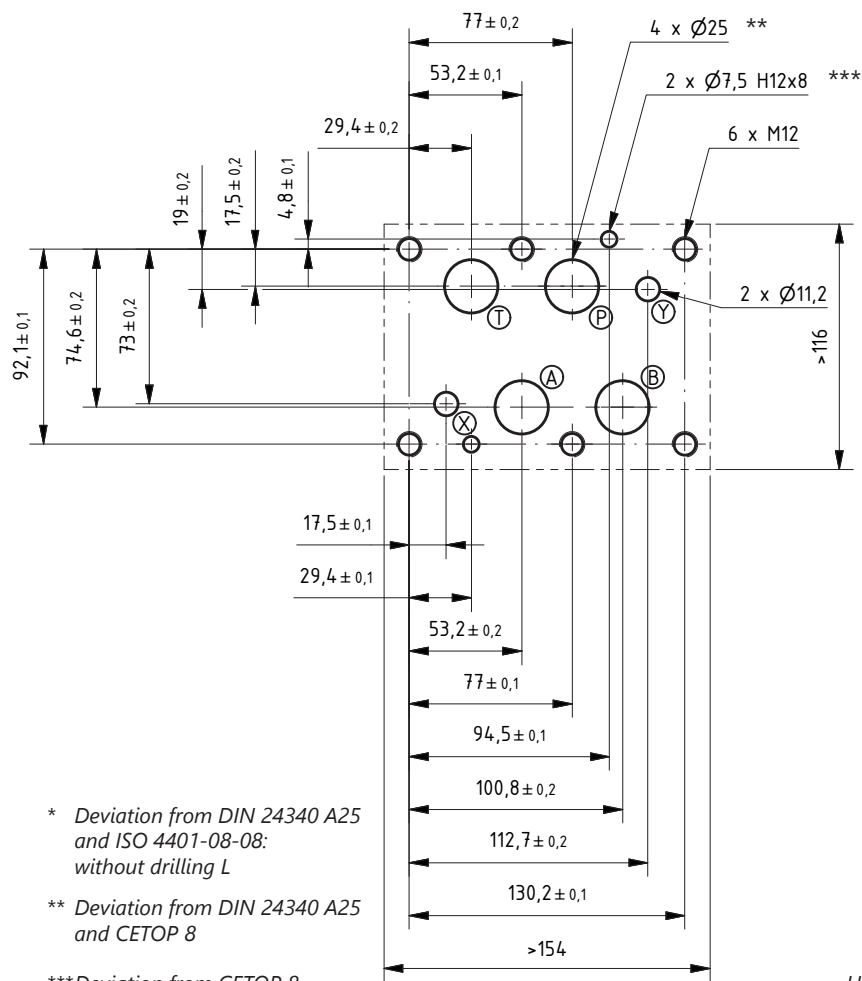 77± 0,2
4 x Ø25 **
53,2± 0,1
2 x Ø7,5 H12x8 ***
29,4± 0,2
6 x M12
19± 0,2
17,5± 0,2
4,8± 0,1
T
P
Y
2 x Ø11,2
92,1± 0,1
74,6± 0,2
73± 0,2
>116
A
B
X
17,5± 0,1
29,4± 0,1
53,2± 0,2
77± 0,1
94,5± 0,1
100,8± 0,2
112,7± 0,2
130,2± 0,1
>154
* Deviation from DIN 24340 A25
and ISO 4401-08-08:
without drilling L
** Deviation from DIN 24340 A25
and CETOP 8
***Deviation from CETOP 8